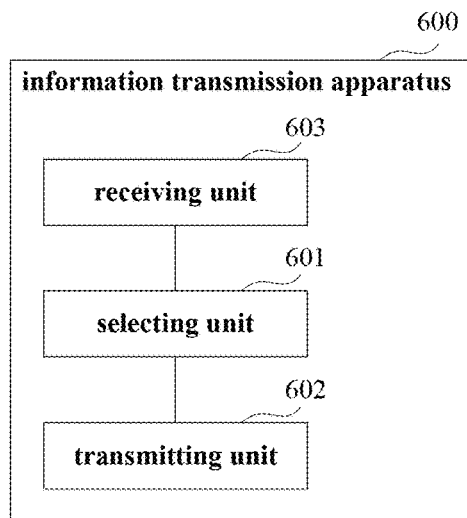 600
information transmission apparatus
603
receiving unit
601
selecting unit
602
transmitting unit